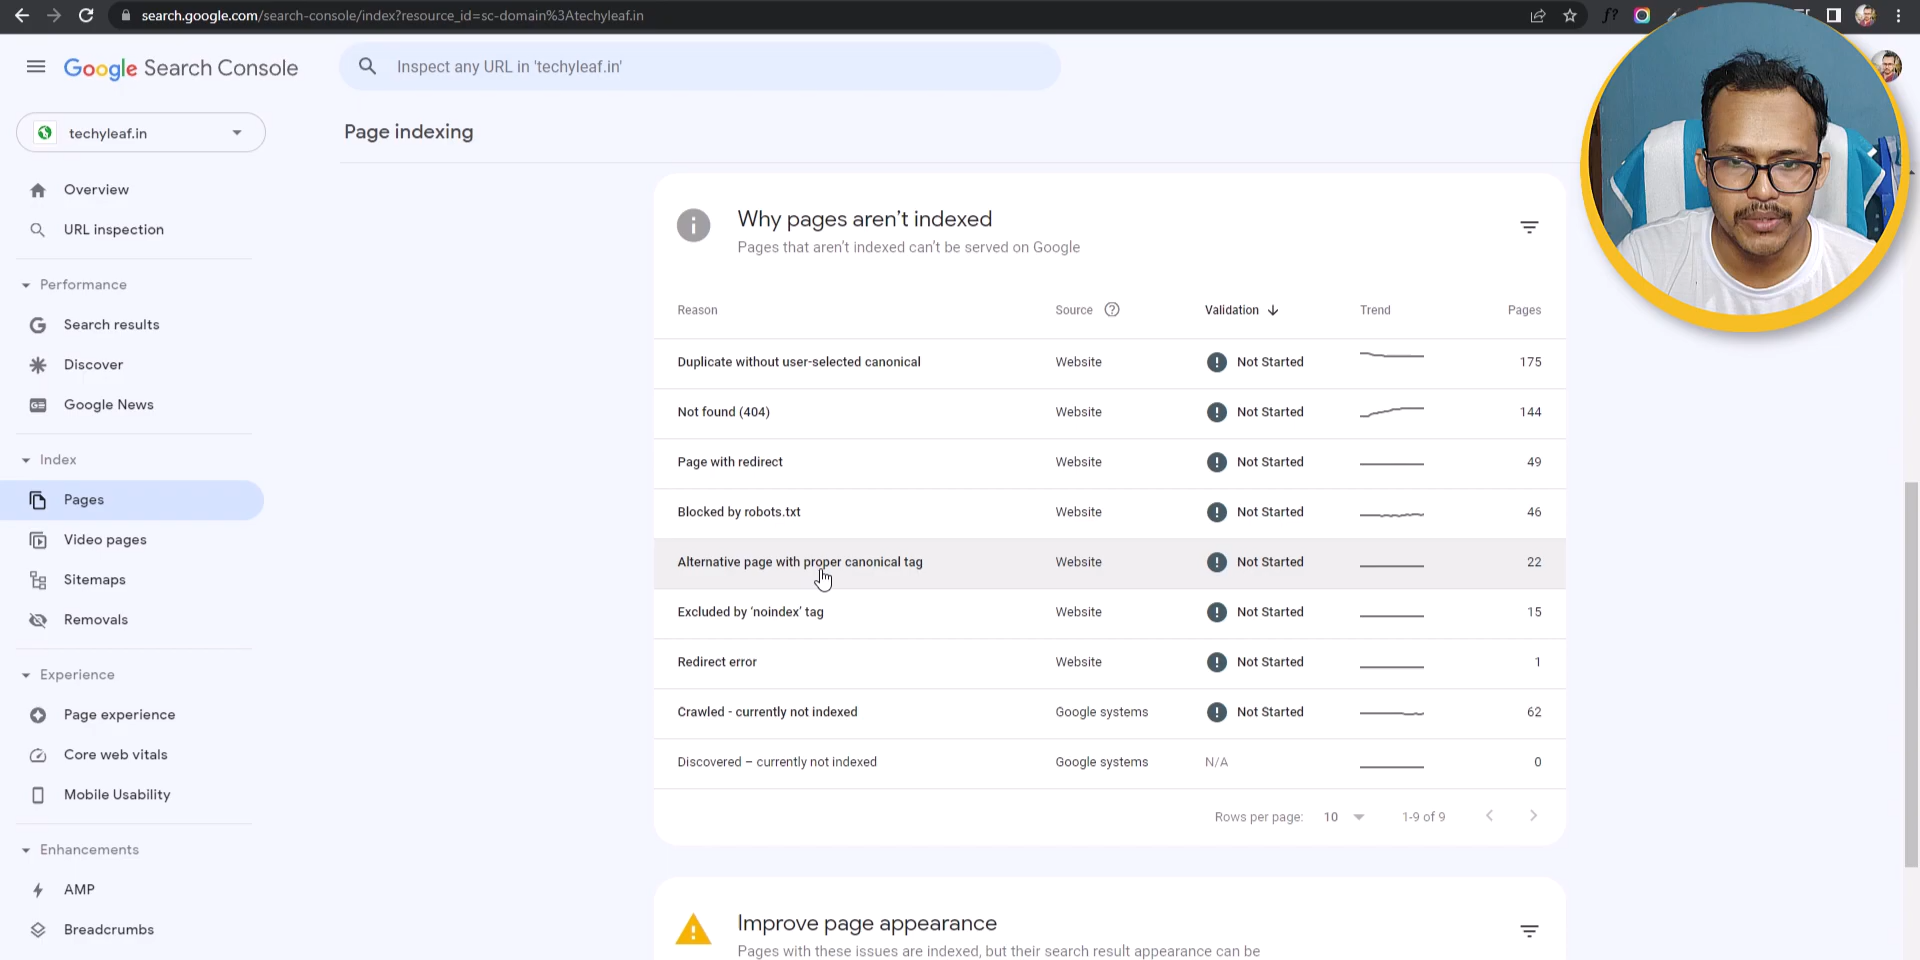 search.google.com/search-console/index?resource_id=sc-domain%3Atechyleaf.in
Google Search Console
Inspect any URL in 'techyleaf.in'
techyleaf.in
Page indexing
Overview
URL inspection
Performance
Search results
Discover
Google News
Index
Pages
Video pages
Sitemaps
Removals
Experience
Page experience
Core web vitals
Mobile Usability
Enhancements
AMP
Breadcrumbs
Why pages aren’t indexed
Pages that aren’t indexed can’t be served on Google
Reason Source Validation Trend Pages
Duplicate without user-selected canonical Website Not Started 175
Not found (404) Website Not Started 144
Page with redirect Website Not Started 49
Blocked by robots.txt Website Not Started 46
Alternative page with proper canonical tag Website Not Started 22
Excluded by ‘noindex’ tag Website Not Started 15
Redirect error Website Not Started 1
Crawled - currently not indexed Google systems Not Started 62
Discovered – currently not indexed Google systems N/A 0
Rows per page: 10 1-9 of 9
Improve page appearance
Pages with these issues are indexed, but their search result appearance can be